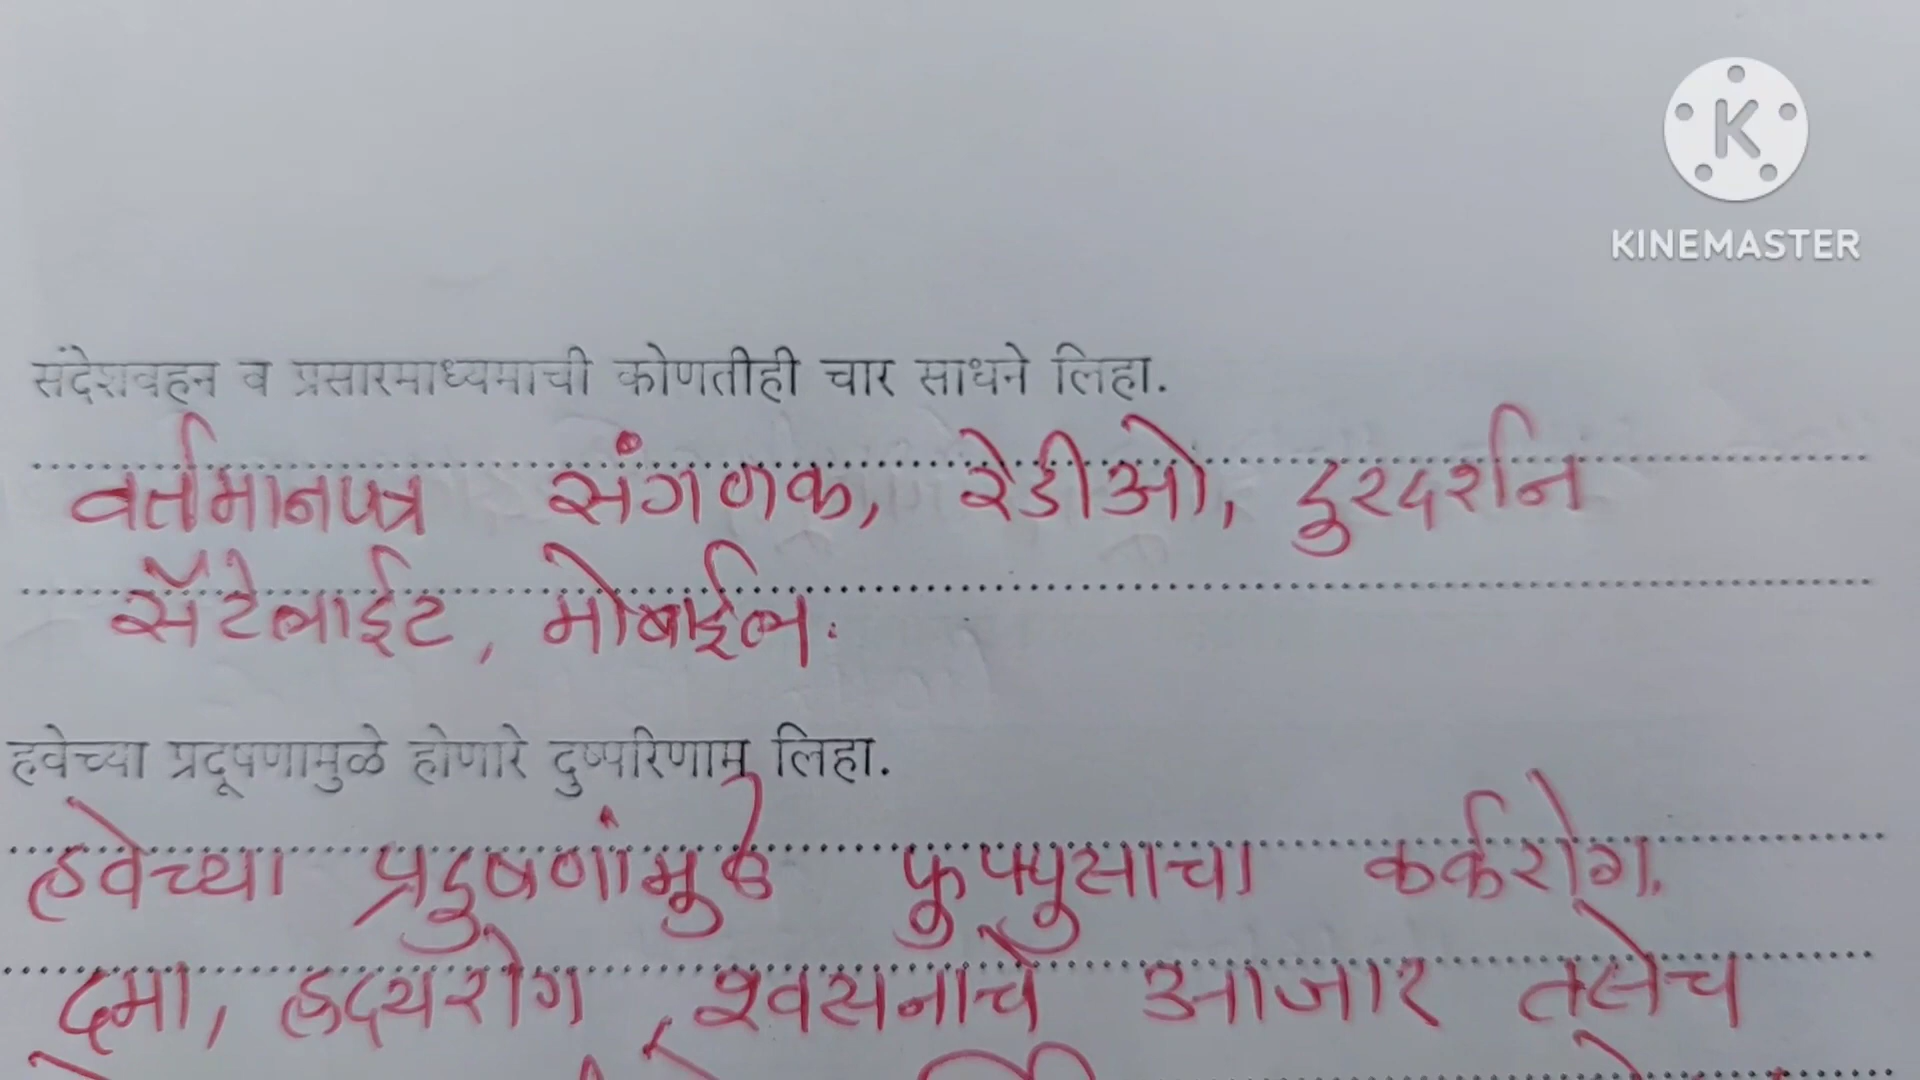 K
KINEMASTER
संदेशवहन व प्रसारमाध्यमाची कोणतीही चार साधने लिहा.
वर्तमानपत्र संगणक, रेडीओ, दुरदर्शन
सॅटेलाईट, मोबाईल.
हवेच्या प्रदूषणामुळे होणारे दुष्परिणाम लिहा.
हवेच्या प्रदुषणांमुळे फुफ्फुसाचा कर्करोग.
दमा, हृदयरोग, श्वसनाचे आजार तसेच